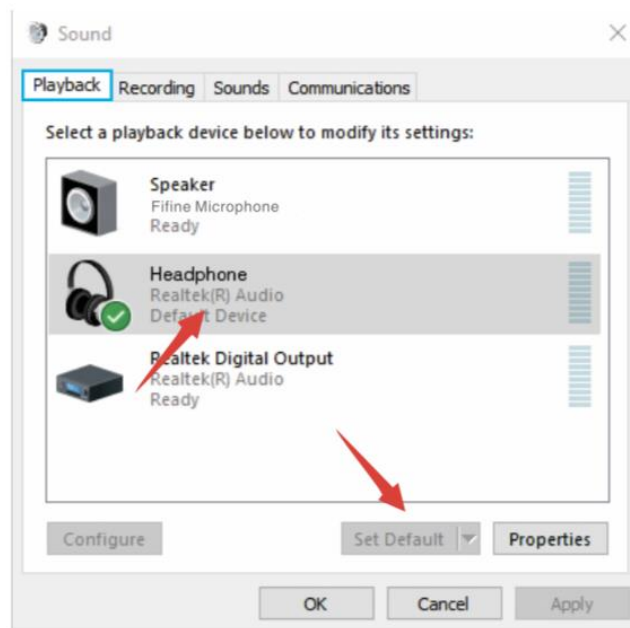 Sound
Playback Recording Sounds Communications
Select a playback device below to modify its settings:
Speaker
Fifine Microphone
Ready
Headphone
Realtek(R) Audio
Default Device
Realtek Digital Output
Realtek(R) Audio
Ready
Configure Set Default Properties
OK Cancel Apply